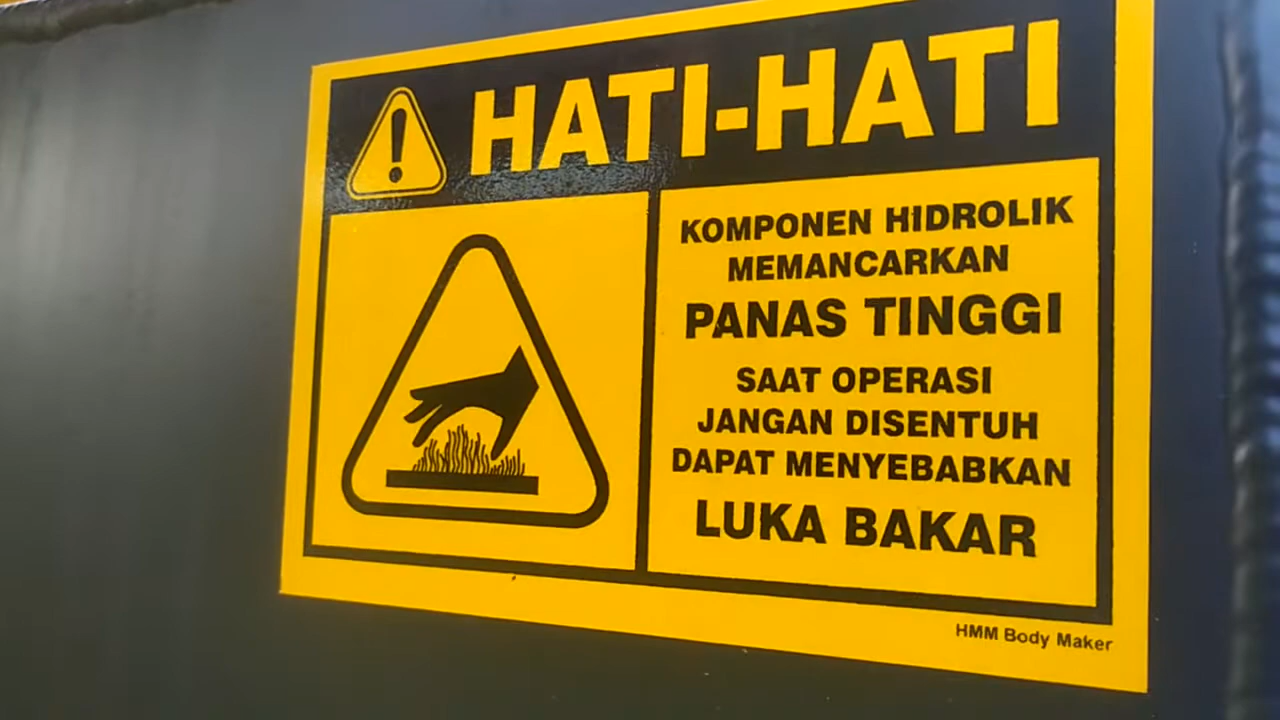 HATI-HATI
KOMPONEN HIDROLIK
MEMANCARKAN
PANAS TINGGI
SAAT OPERASI
JANGAN DISENTUH
DAPAT MENYEBABKAN
LUKA BAKAR
HMM Body Maker